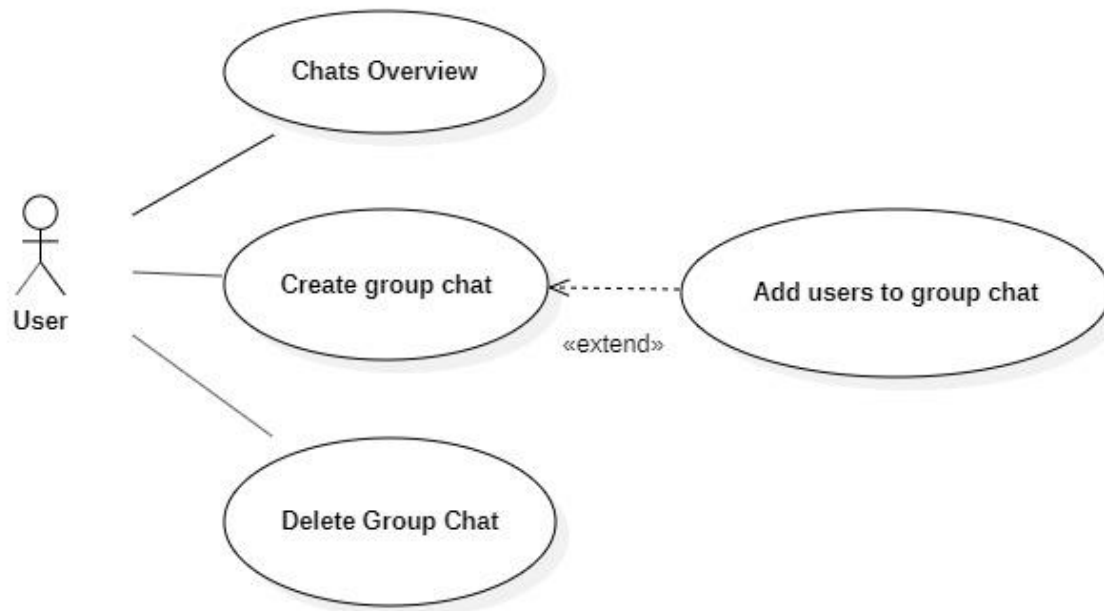 Chats Overview
User
Create group chat
«extend»
Add users to group chat
Delete Group Chat